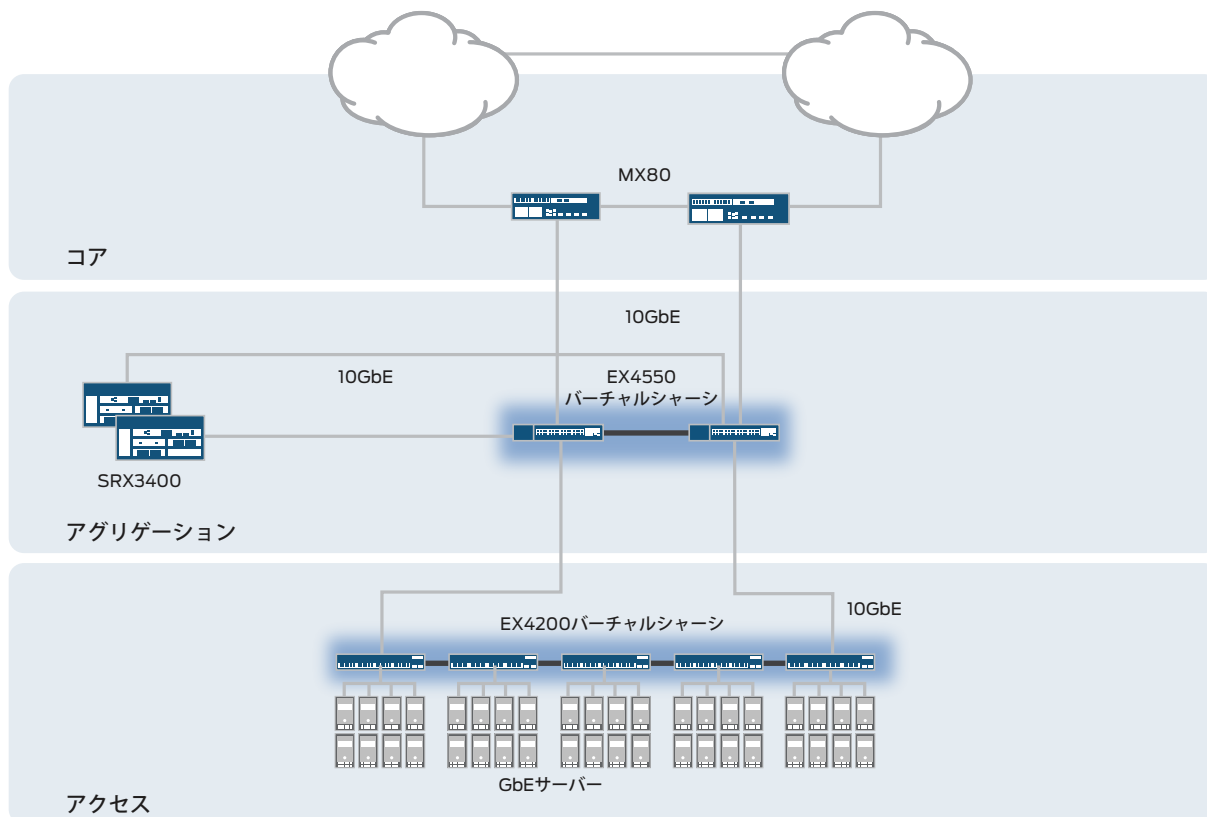 MX80
コア
10GbE
10GbE
EX4550
バーチャルシャーシ
SRX3400
アグリゲーション
10GbE
EX4200バーチャルシャーシ
GbEサーバー
アクセス